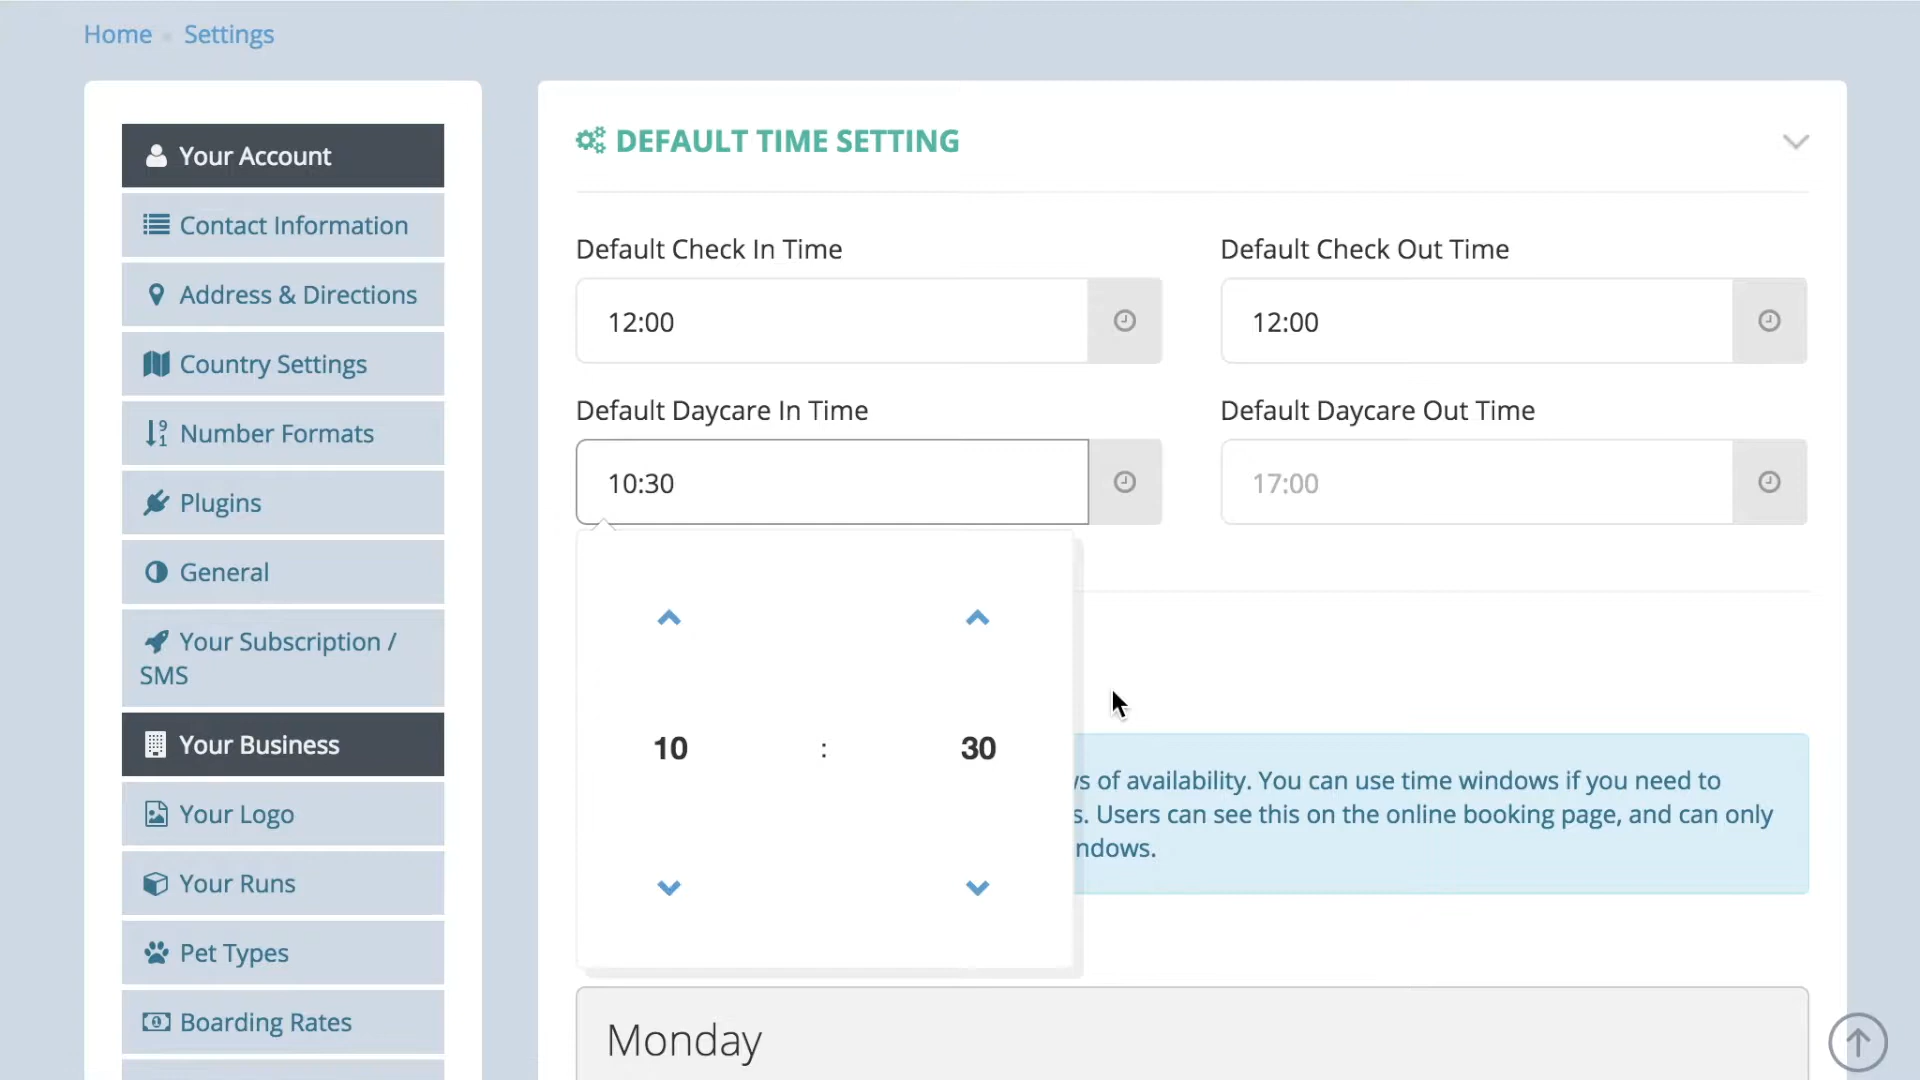 Home Settings
Your Account
Contact Information
Address & Directions
Country Settings
Number Formats
Plugins
General
Your Subscription /
SMS
Your Business
Your Logo
Your Runs
Pet Types
Boarding Rates
DEFAULT TIME SETTING
Default Check In Time
12:00
Default Check Out Time
12:00
Default Daycare In Time
10:30
Default Daycare Out Time
17:00
10 : 30
of availability. You can use time windows if you need to
Users can see this on the online booking page, and can only
ndows.
Monday